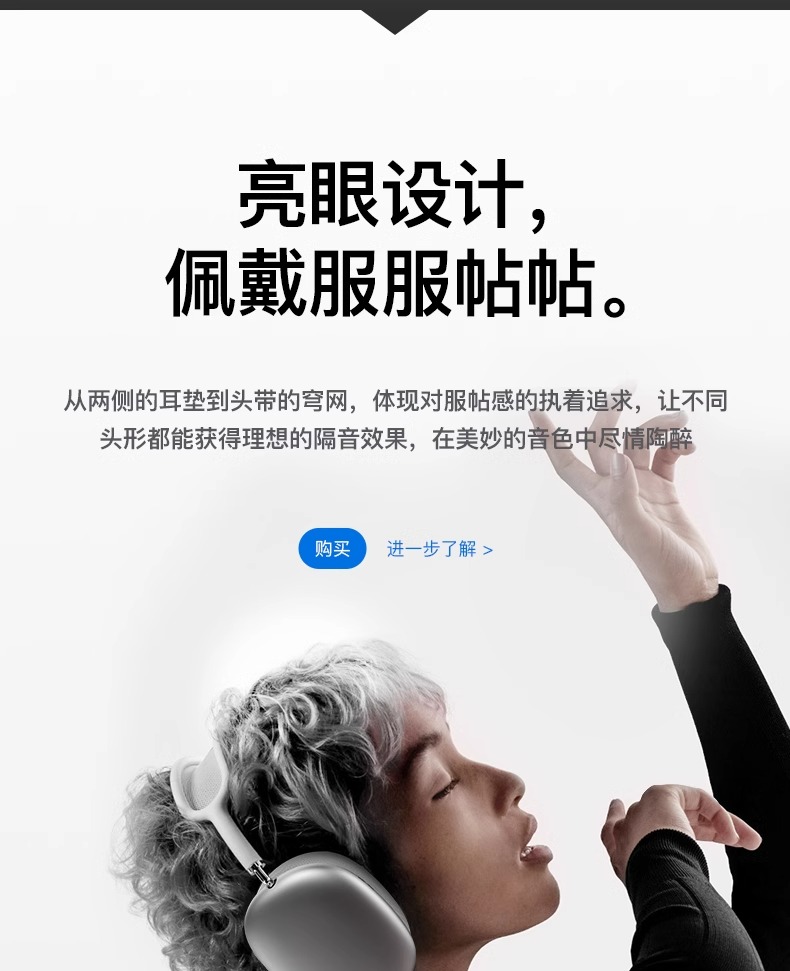 亮眼设计，
佩戴服服帖帖。
从两侧的耳垫到头带的穹网，体现对服帖感的执着追求，让不同
头形都能获得理想的隔音效果，在美妙的音色中尽情陶醉
购买 进一步了解 >